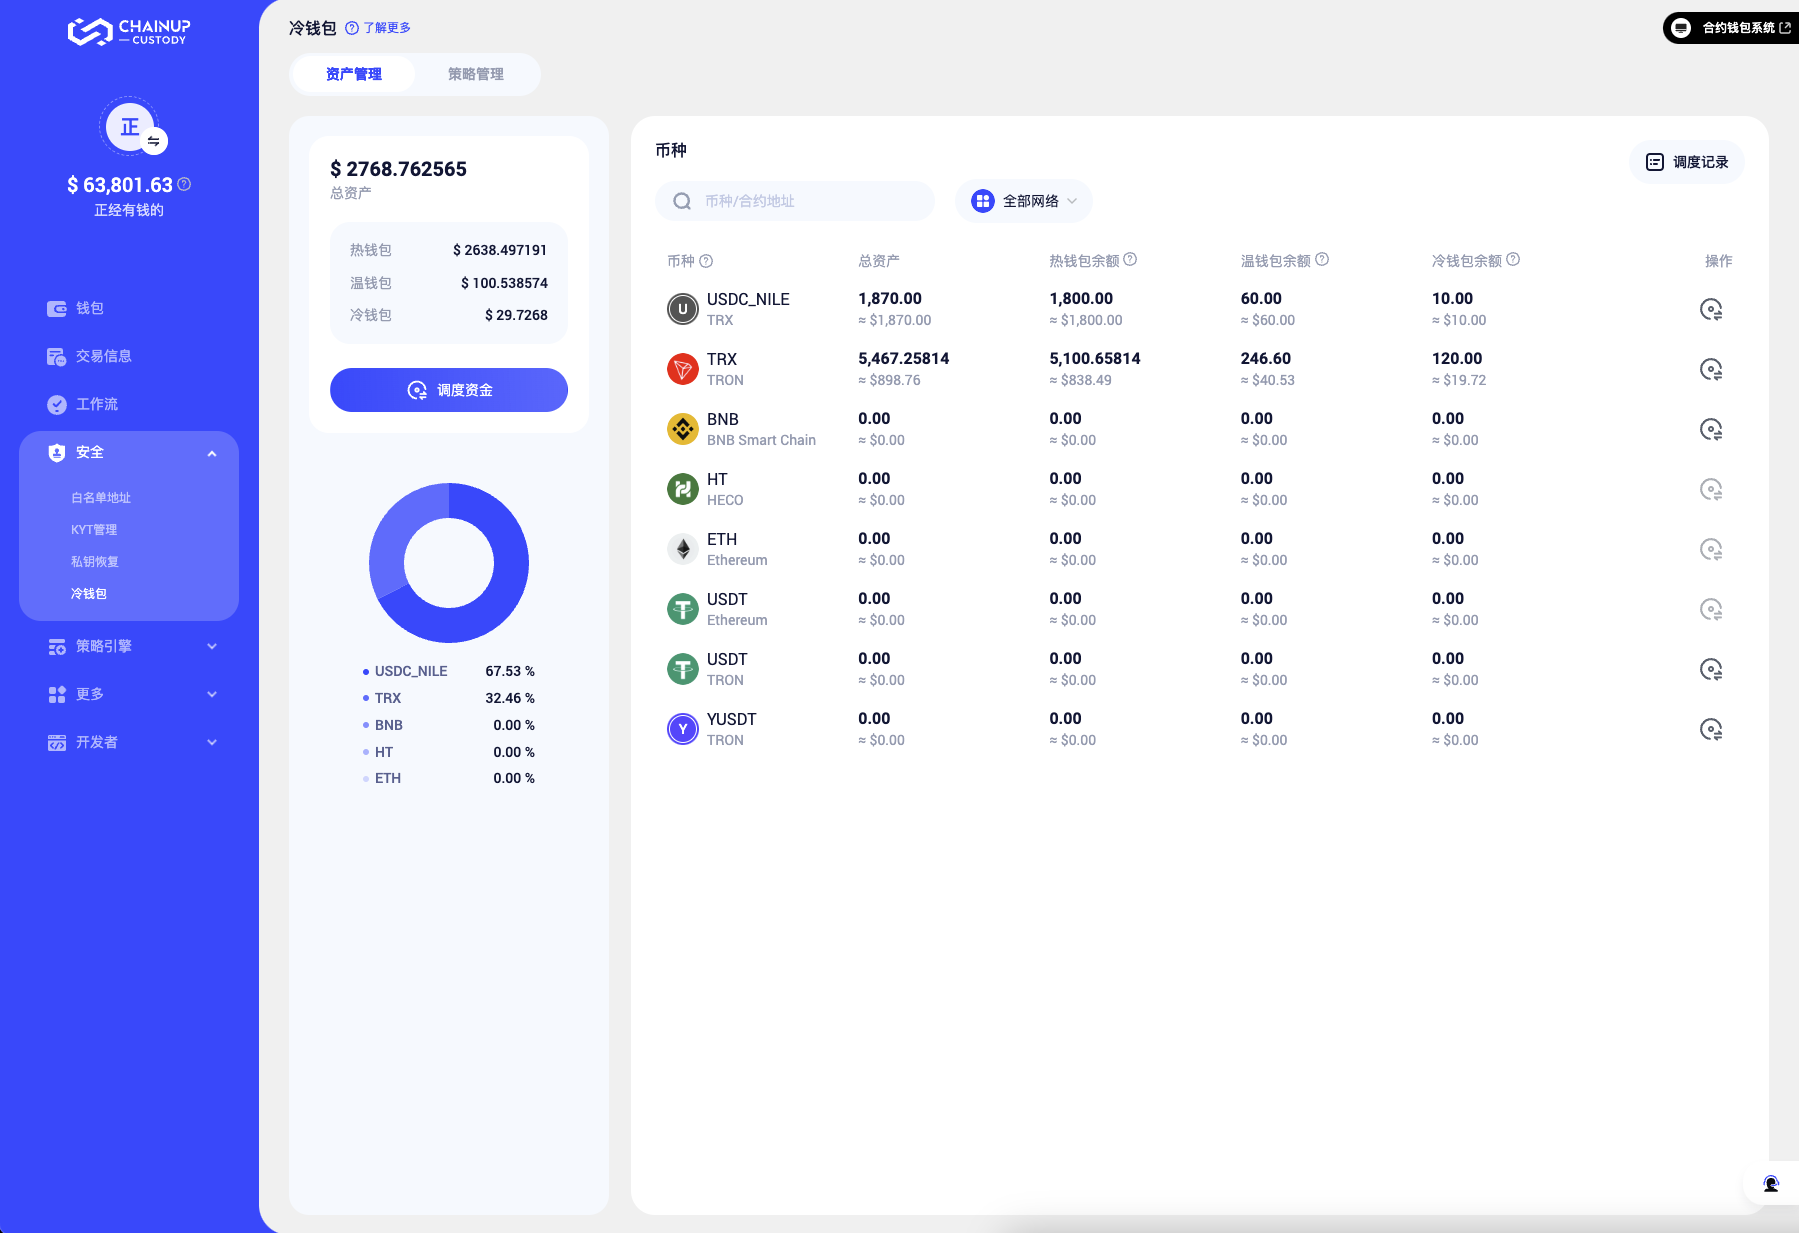 CHAINUP
CUSTODY
正
$ 63,801.63
正经有钱的
钱包
交易信息
工作流
安全
白名单地址
KYT管理
私钥恢复
冷钱包
策略引擎
更多
开发者
冷钱包 了解更多
合约钱包系统
资产管理 策略管理
$ 2768.762565
总资产
热钱包 $ 2638.497191
温钱包 $ 100.538574
冷钱包 $ 29.7268
调度资金
USDC_NILE 67.53 %
TRX 32.46 %
BNB 0.00 %
HT 0.00 %
ETH 0.00 %
币种
调度记录
币种/合约地址 全部网络
币种 总资产 热钱包余额 温钱包余额 冷钱包余额 操作
U USDC_NILE 1,870.00 1,800.00 60.00 10.00
TRX ≈ $1,870.00 ≈ $1,800.00 ≈ $60.00 ≈ $10.00
TRX 5,467.25814 5,100.65814 246.60 120.00
TRON ≈ $898.76 ≈ $838.49 ≈ $40.53 ≈ $19.72
BNB 0.00 0.00 0.00 0.00
BNB Smart Chain ≈ $0.00 ≈ $0.00 ≈ $0.00 ≈ $0.00
HT 0.00 0.00 0.00 0.00
HECO ≈ $0.00 ≈ $0.00 ≈ $0.00 ≈ $0.00
ETH 0.00 0.00 0.00 0.00
Ethereum ≈ $0.00 ≈ $0.00 ≈ $0.00 ≈ $0.00
USDT 0.00 0.00 0.00 0.00
Ethereum ≈ $0.00 ≈ $0.00 ≈ $0.00 ≈ $0.00
USDT 0.00 0.00 0.00 0.00
TRON ≈ $0.00 ≈ $0.00 ≈ $0.00 ≈ $0.00
Y YUSDT 0.00 0.00 0.00 0.00
TRON ≈ $0.00 ≈ $0.00 ≈ $0.00 ≈ $0.00